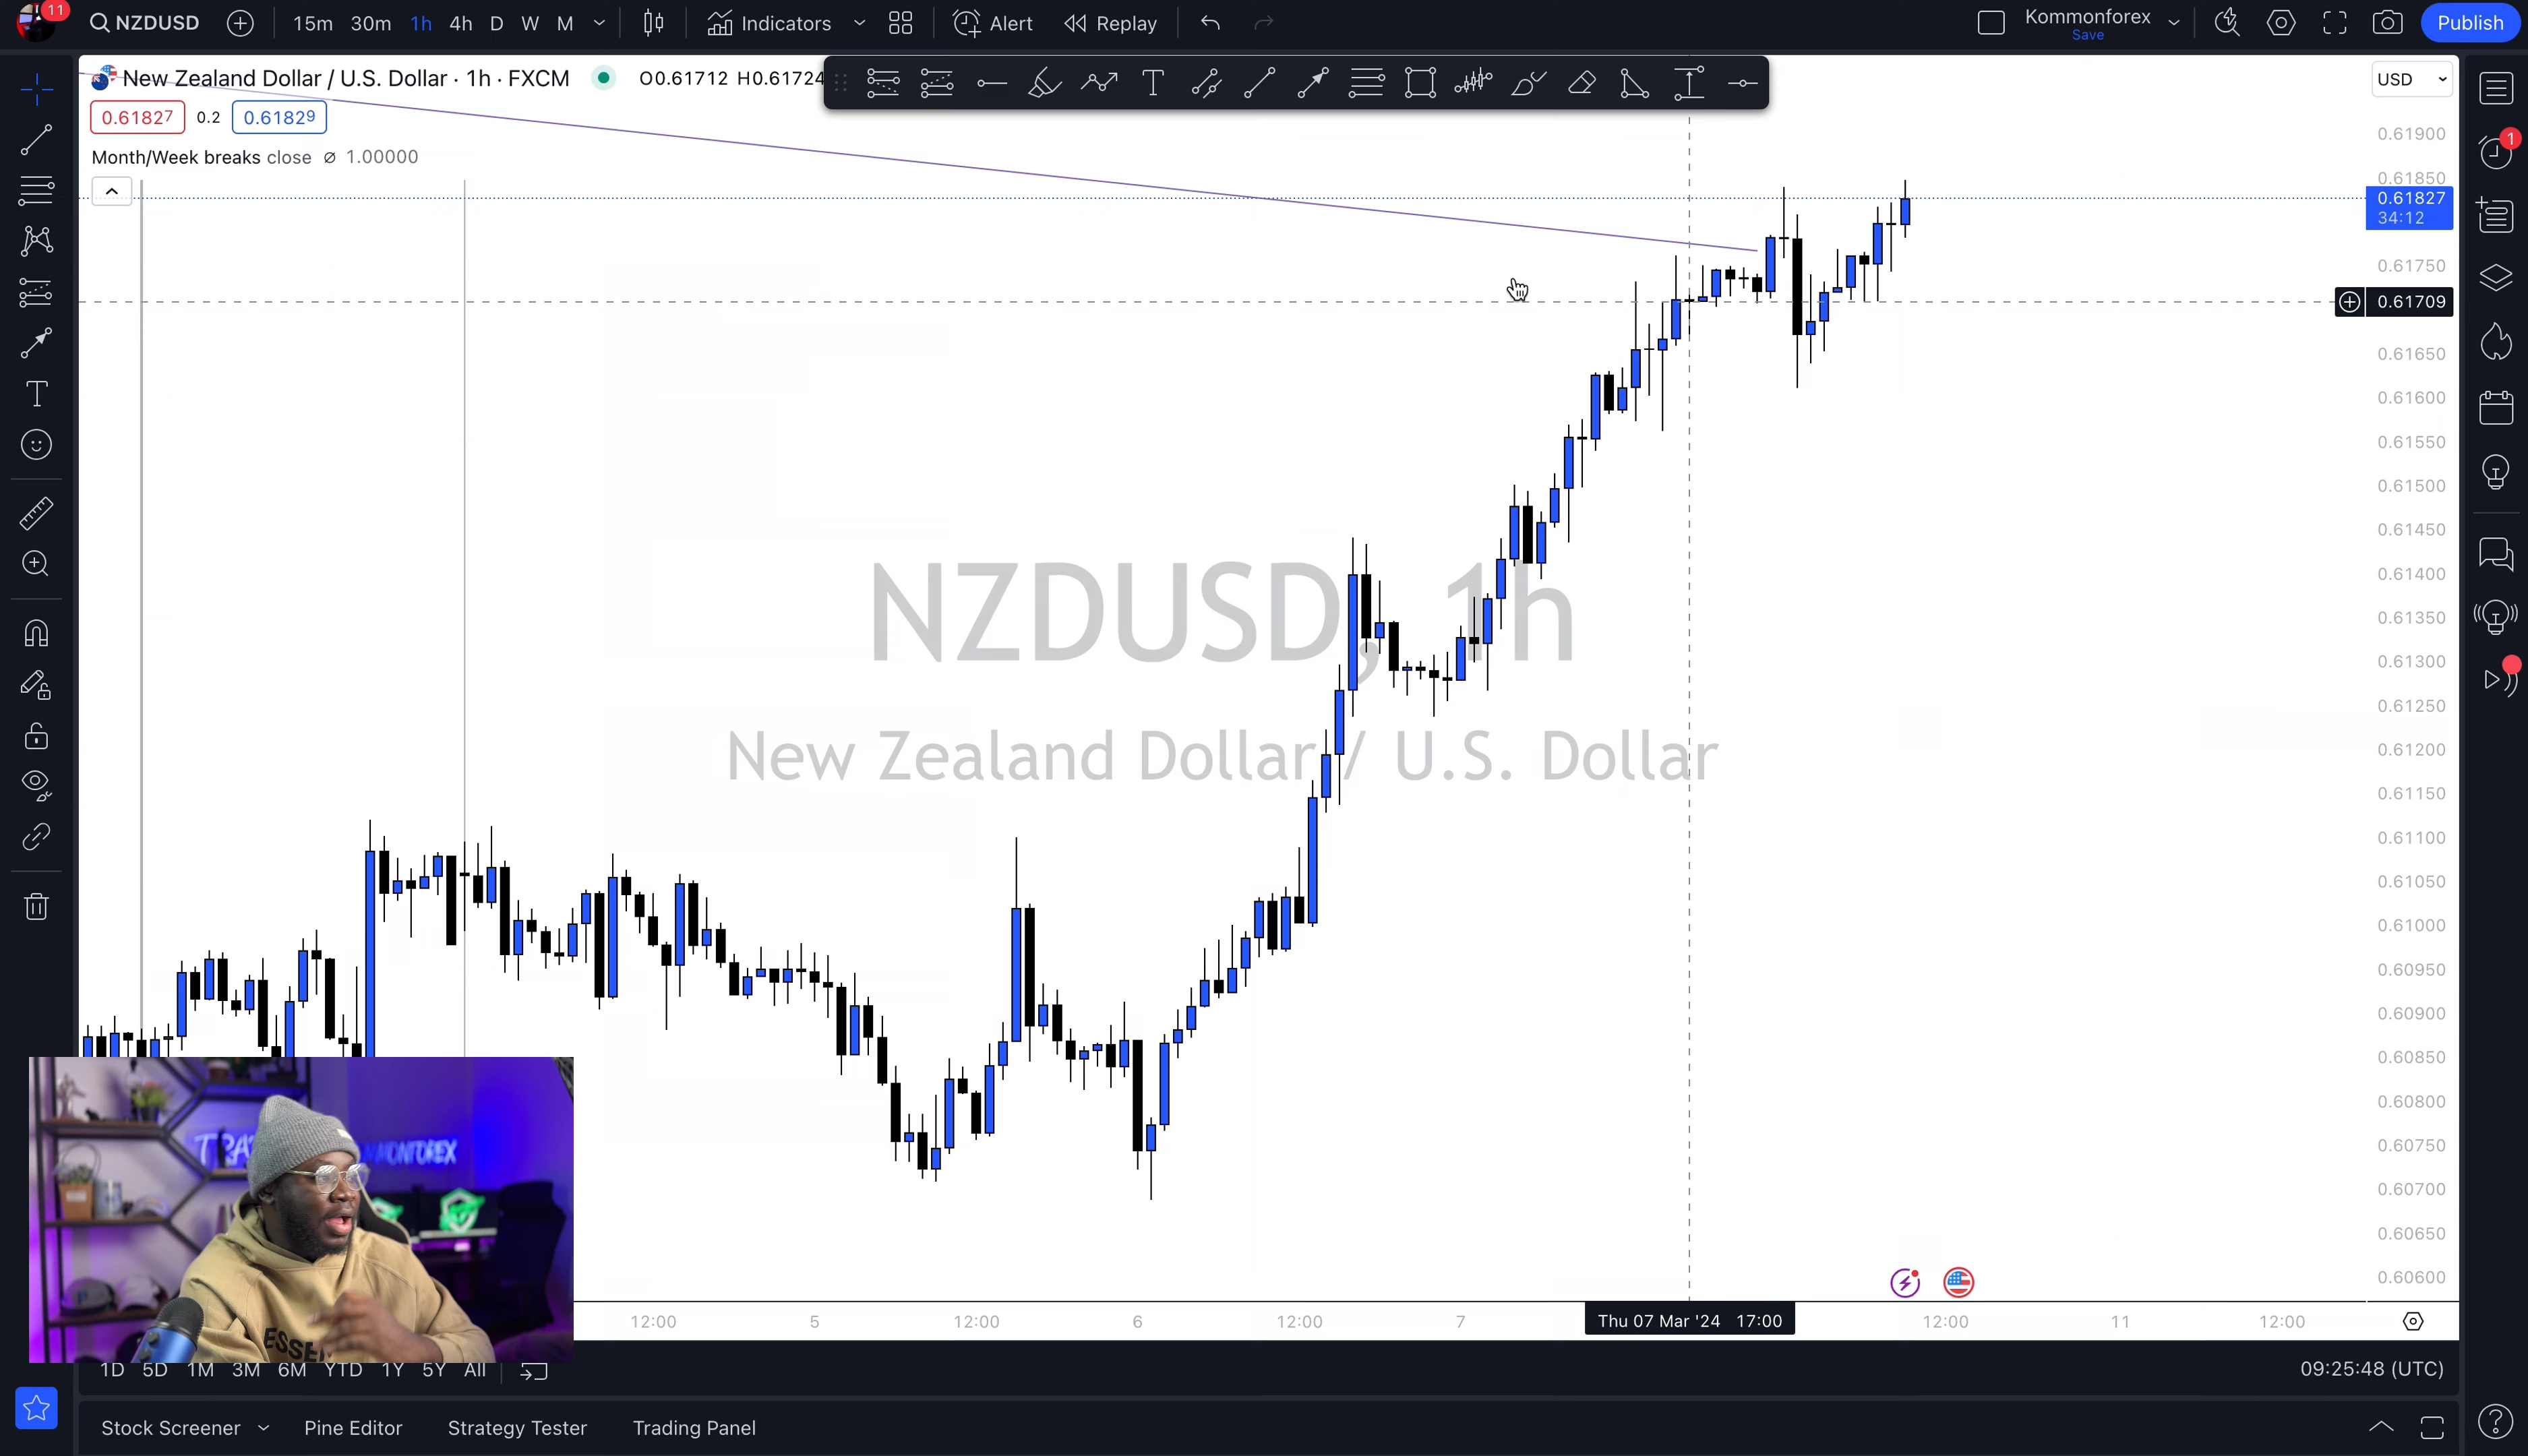 11
NZDUSD
15m 30m 1h 4h D W M
Indicators
Alert
Replay
Kommonforex
Save
Publish
New Zealand Dollar / U.S. Dollar · 1h · FXCM
O0.61712 H0.61724
USD
0.61827 0.2 0.61829
Month/Week breaks close ⌀ 1.00000
1
0.61900
0.61850
0.61827
34:12
0.61750
0.61709
0.61650
0.61600
0.61550
0.61500
0.61450
0.61400
0.61350
0.61300
0.61250
0.61200
0.61150
0.61100
0.61050
0.61000
0.60950
0.60900
0.60850
0.60800
0.60750
0.60700
0.60650
0.60600
NZDUSD, 1h
New Zealand Dollar / U.S. Dollar
12:00 5 12:00 6 12:00 7 Thu 07 Mar '24 17:00 12:00 11 12:00
1D 5D 1M 3M 6M YTD 1Y 5Y All
09:25:48 (UTC)
Stock Screener Pine Editor Strategy Tester Trading Panel